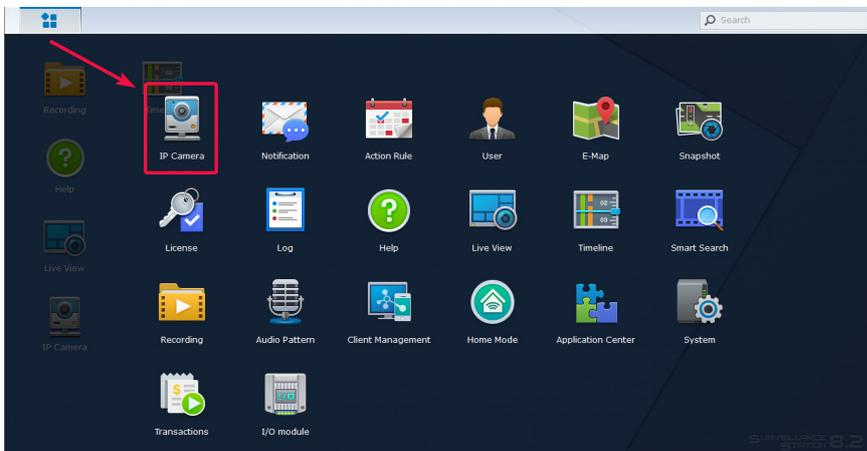 Search
Recording
Time
IP Camera
Notification
Action Rule
User
E-Map
Snapshot
Help
License
Log
Help
Live View
Timeline
Smart Search
Live View
Recording
Audio Pattern
Client Management
Home Mode
Application Center
System
IP Camera
Transactions
I/O module
SURVEILLANCE
STATION 8.2